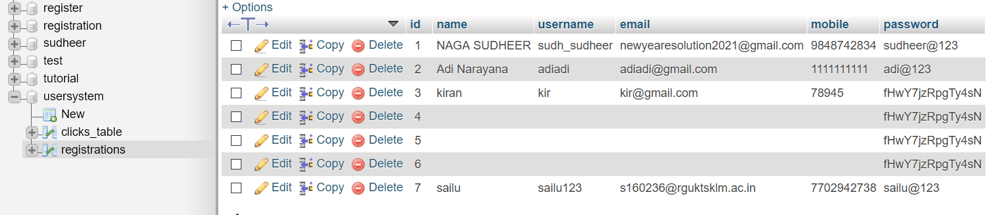 register
registration
sudheer
test
tutorial
usersystem
New
clicks_table
registrations
+ Options
id name username email mobile password
Edit Copy Delete 1 NAGA SUDHEER sudh_sudheer newyearesolution2021@gmail.com 9848742834 sudheer@123
Edit Copy Delete 2 Adi Narayana adiadi adiadi@gmail.com 1111111111 adi@123
Edit Copy Delete 3 kiran kir kir@gmail.com 78945 fHwY7jzRpgTy4sN
Edit Copy Delete 4 fHwY7jzRpgTy4sN
Edit Copy Delete 5 fHwY7jzRpgTy4sN
Edit Copy Delete 6 fHwY7jzRpgTy4sN
Edit Copy Delete 7 sailu sailu123 s160236@rguktsklm.ac.in 7702942738 sailu@123